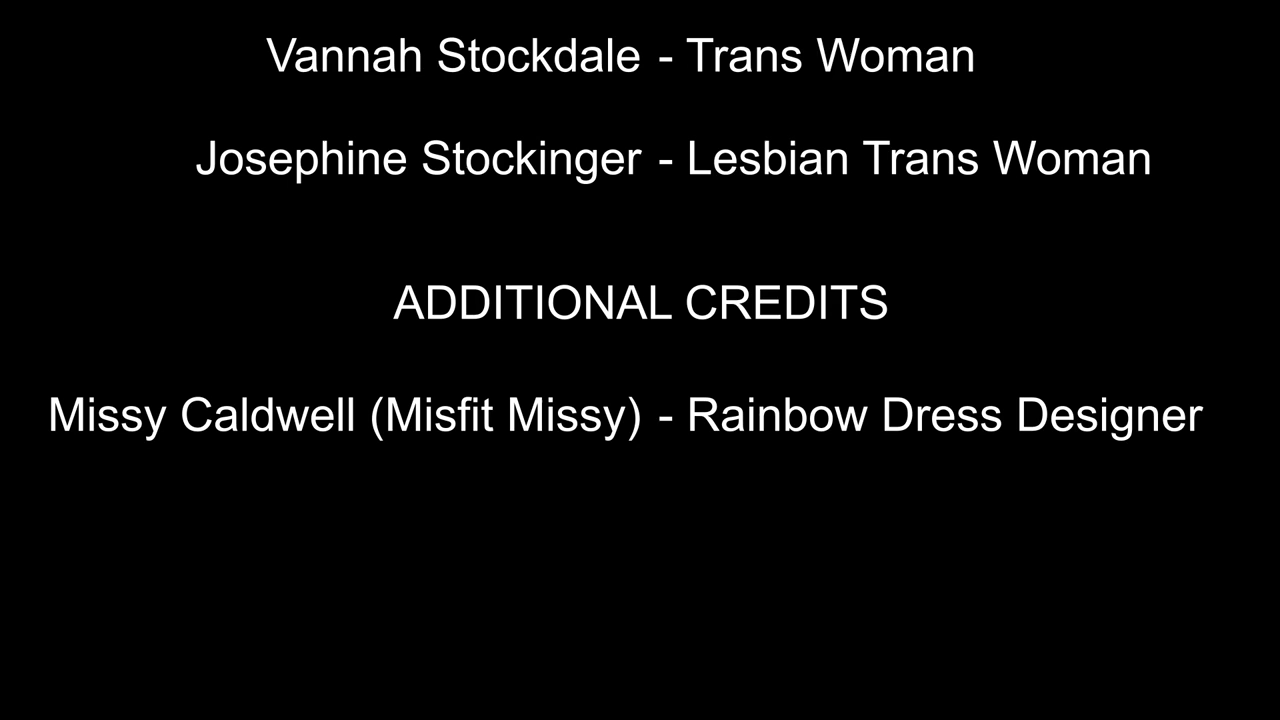 Vannah Stockdale - Trans Woman
Josephine Stockinger - Lesbian Trans Woman
ADDITIONAL CREDITS
Missy Caldwell (Misfit Missy) - Rainbow Dress Designer